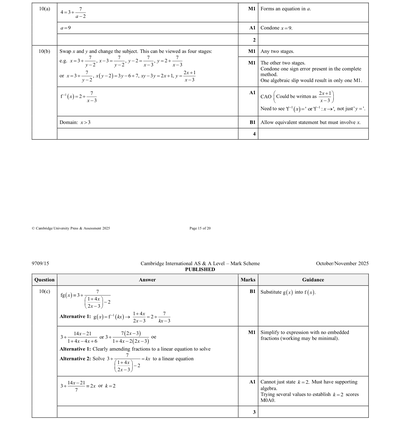 10(a)
4 = 3 + 7/(a − 2)
M1
Forms an equation in a.
a = 9
A1
Condone x = 9.
2
10(b)
Swap x and y and change the subject. This can be viewed as four stages:
e.g. x = 3 + 7/(y − 2), x − 3 = 7/(y − 2), y − 2 = 7/(x − 3), y = 2 + 7/(x − 3)
or x = 3 + 7/(y − 2), x(y − 2) = 3y − 6 + 7, xy − 3y = 2x + 1, y = (2x + 1)/(x − 3)
M1
Any two stages.
M1
The other two stages.
Condone one sign error present in the complete
method.
One algebraic slip would result in only one M1.
f⁻¹(x) = 2 + 7/(x − 3)
A1
CAO (Could be written as (2x + 1)/(x − 3))
Need to see 'f⁻¹(x) =' or 'f⁻¹ : x →', not just 'y ='.
Domain: x > 3
B1
Allow equivalent statement but must involve x.
4
© Cambridge University Press & Assessment 2025
Page 15 of 20
9709/15
Cambridge International AS & A Level – Mark Scheme
PUBLISHED
October/November 2025
Question
Answer
Marks
Guidance
10(c)
fg(x) = 3 + 7/((1 + 4x)/(2x − 3) − 2)
Alternative 1: g(x) = f⁻¹(kx) → (1 + 4x)/(2x − 3) = 2 + 7/(kx − 3)
B1
Substitute g(x) into f(x).
3 + (14x − 21)/(1 + 4x − 4x + 6) or 3 + 7(2x − 3)/(1 + 4x − 2(2x − 3)) oe
Alternative 1: Clearly amending fractions to a linear equation to solve
Alternative 2: Solve 3 + 7/((1 + 4x)/(2x − 3) − 2) = kx to a linear equation
M1
Simplify to expression with no embedded
fractions (working may be minimal).
3 + (14x − 21)/7 = 2x or k = 2
A1
Cannot just state k = 2. Must have supporting
algebra.
Trying several values to establish k = 2 scores
M0A0.
3